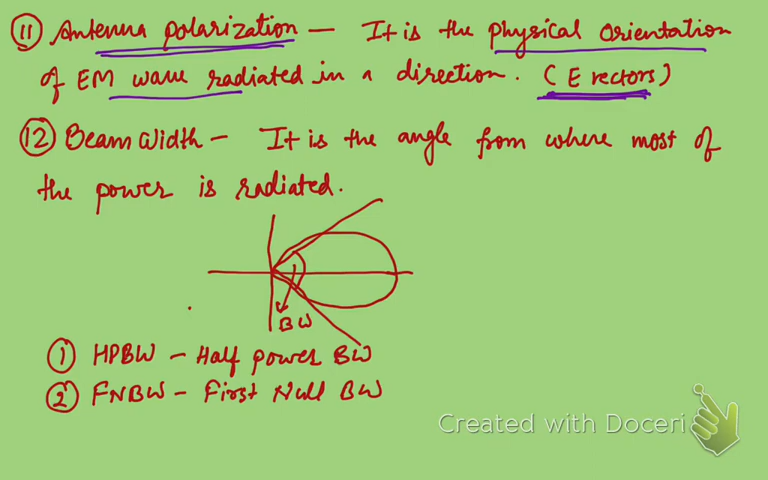 11 Antenna polarization - It is the physical orientation
of EM wave radiated in a direction. (E vectors)
12 Beam Width - It is the angle from where most of
the power is radiated.
BW
1 HPBW - Half power BW
2 FNBW - First Null BW
Created with Doceri